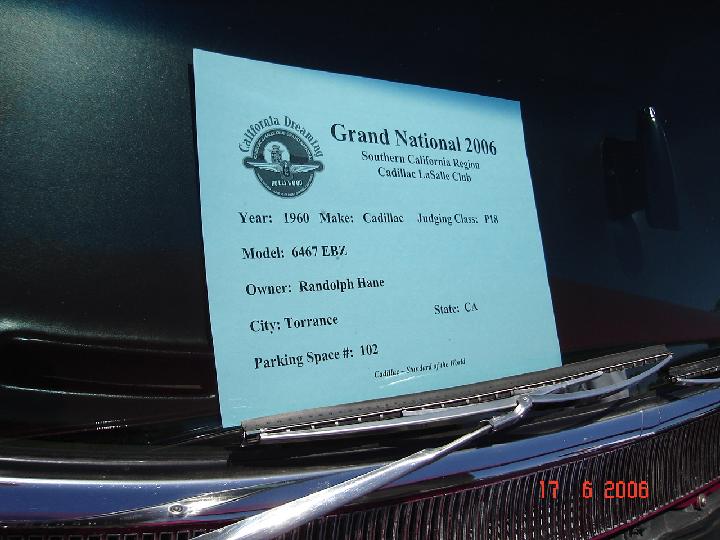 California Dreaming
Grand National 2006
Southern California Region
Cadillac LaSalle Club
Year: 1960 Make: Cadillac Judging Class: P18
Model: 6467 EBZ
Owner: Randolph Hane
City: Torrance State: CA
Parking Space #: 102
Cadillac - Standard of the World
17 6 2006